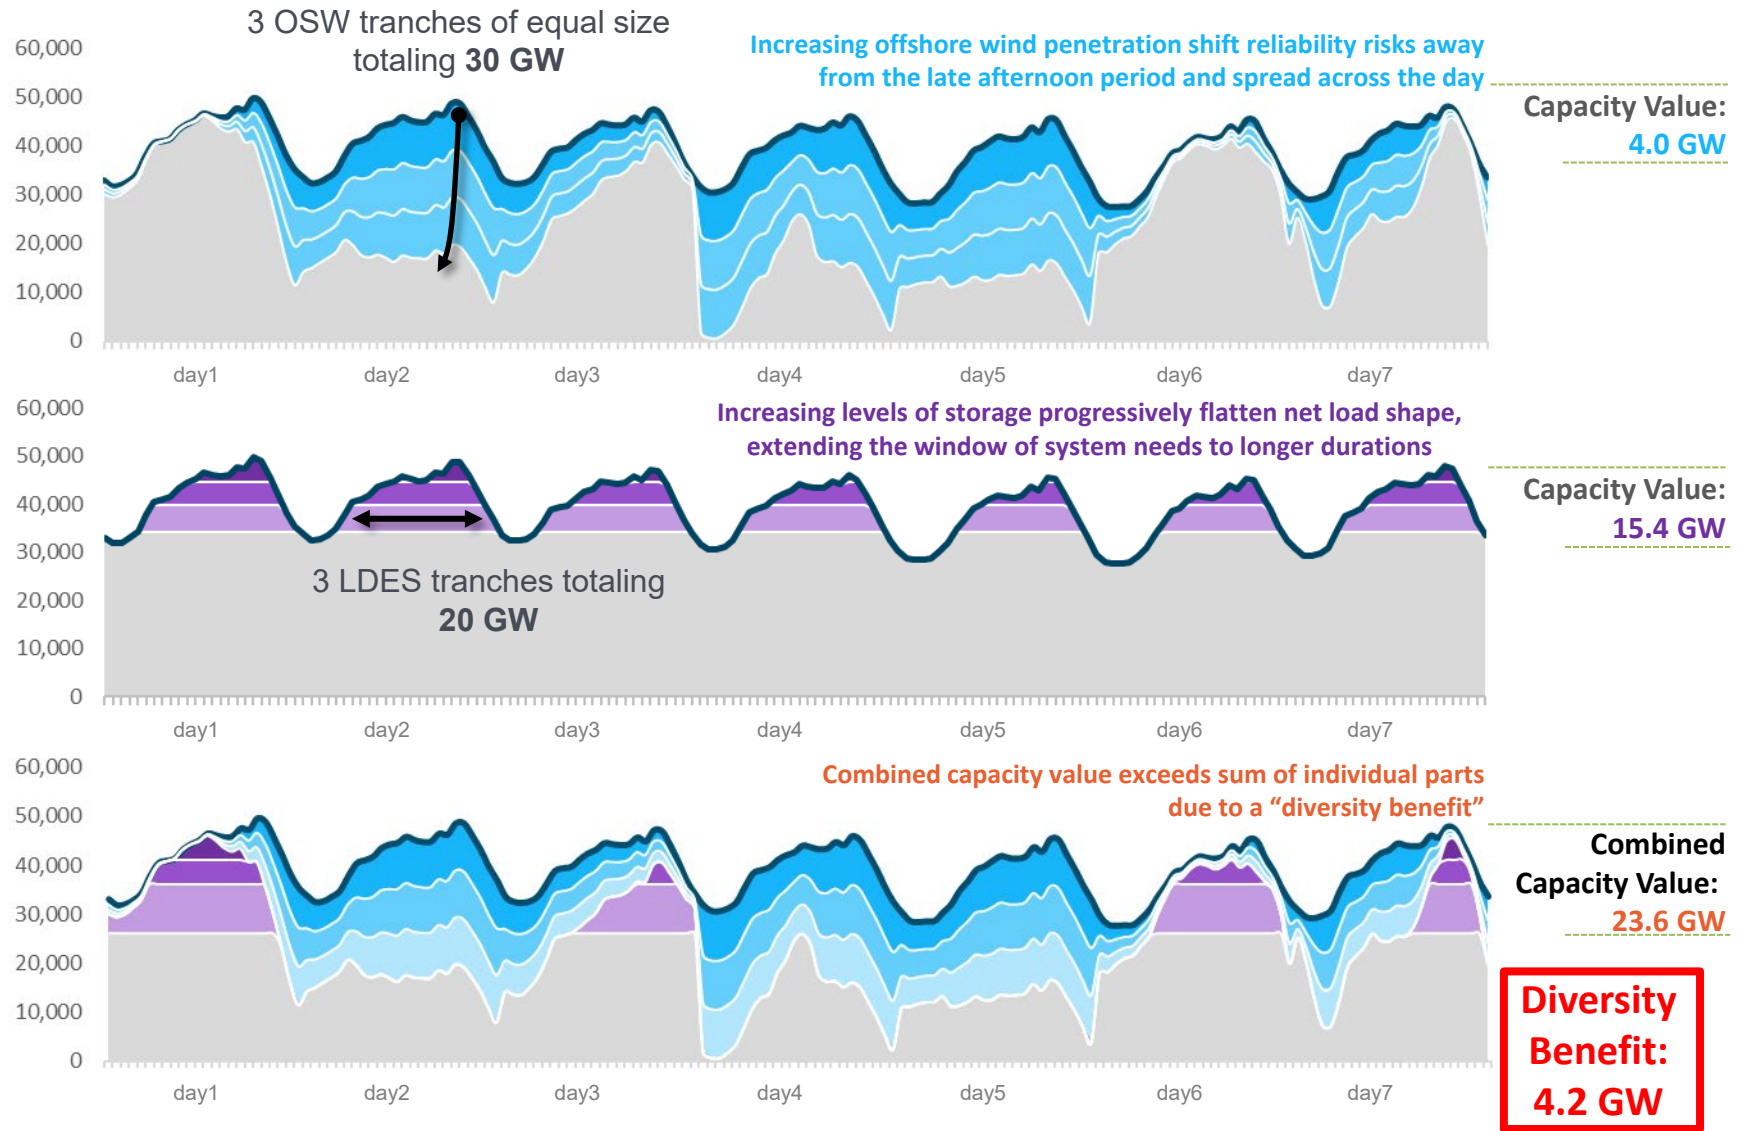 3 OSW tranches of equal size
totaling 30 GW
Increasing offshore wind penetration shift reliability risks away
from the late afternoon period and spread across the day
60,000
50,000
40,000
30,000
20,000
10,000
0
Capacity Value:
4.0 GW
day1 day2 day3 day4 day5 day6 day7
Increasing levels of storage progressively flatten net load shape,
extending the window of system needs to longer durations
60,000
50,000
40,000
30,000
20,000
10,000
0
3 LDES tranches totaling
20 GW
Capacity Value:
15.4 GW
day1 day2 day3 day4 day5 day6 day7
Combined capacity value exceeds sum of individual parts
due to a “diversity benefit”
60,000
50,000
40,000
30,000
20,000
10,000
0
Combined
Capacity Value:
23.6 GW
day1 day2 day3 day4 day5 day6 day7
Diversity
Benefit:
4.2 GW